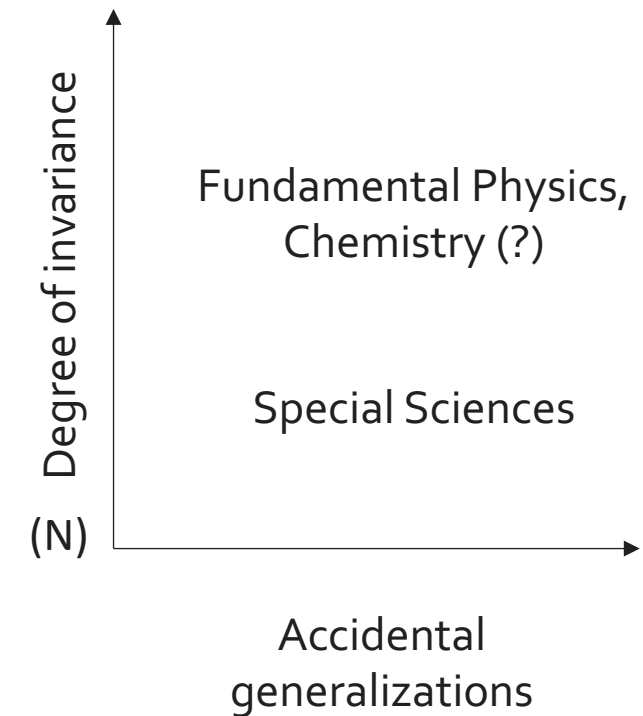 Degree of invariance
Fundamental Physics,
Chemistry (?)
Special Sciences
(N)
Accidental
generalizations